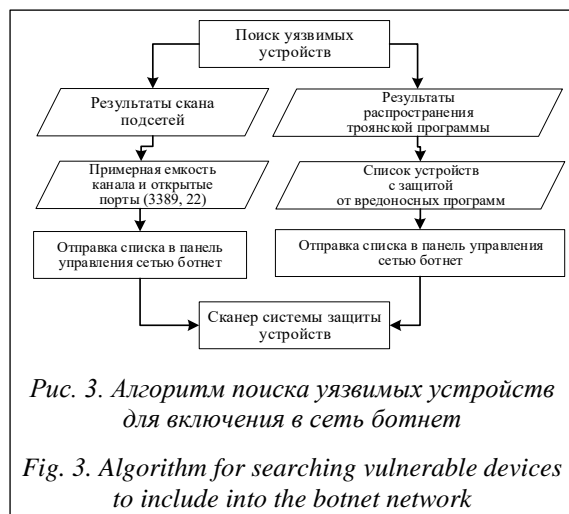 Поиск уязвимых
устройств
Результаты скана
подсетей
Результаты
распространения
троянской программы
Примерная емкость
канала и открытые
порты (3389, 22)
Список устройств
с защитой
от вредоносных программ
Отправка списка в панель
управления сетью ботнет
Отправка списка в панель управления
сетью ботнет
Сканер системы защиты
устройств
Рис. 3. Алгоритм поиска уязвимых устройств
для включения в сеть ботнет
Fig. 3. Algorithm for searching vulnerable devices
to include into the botnet network